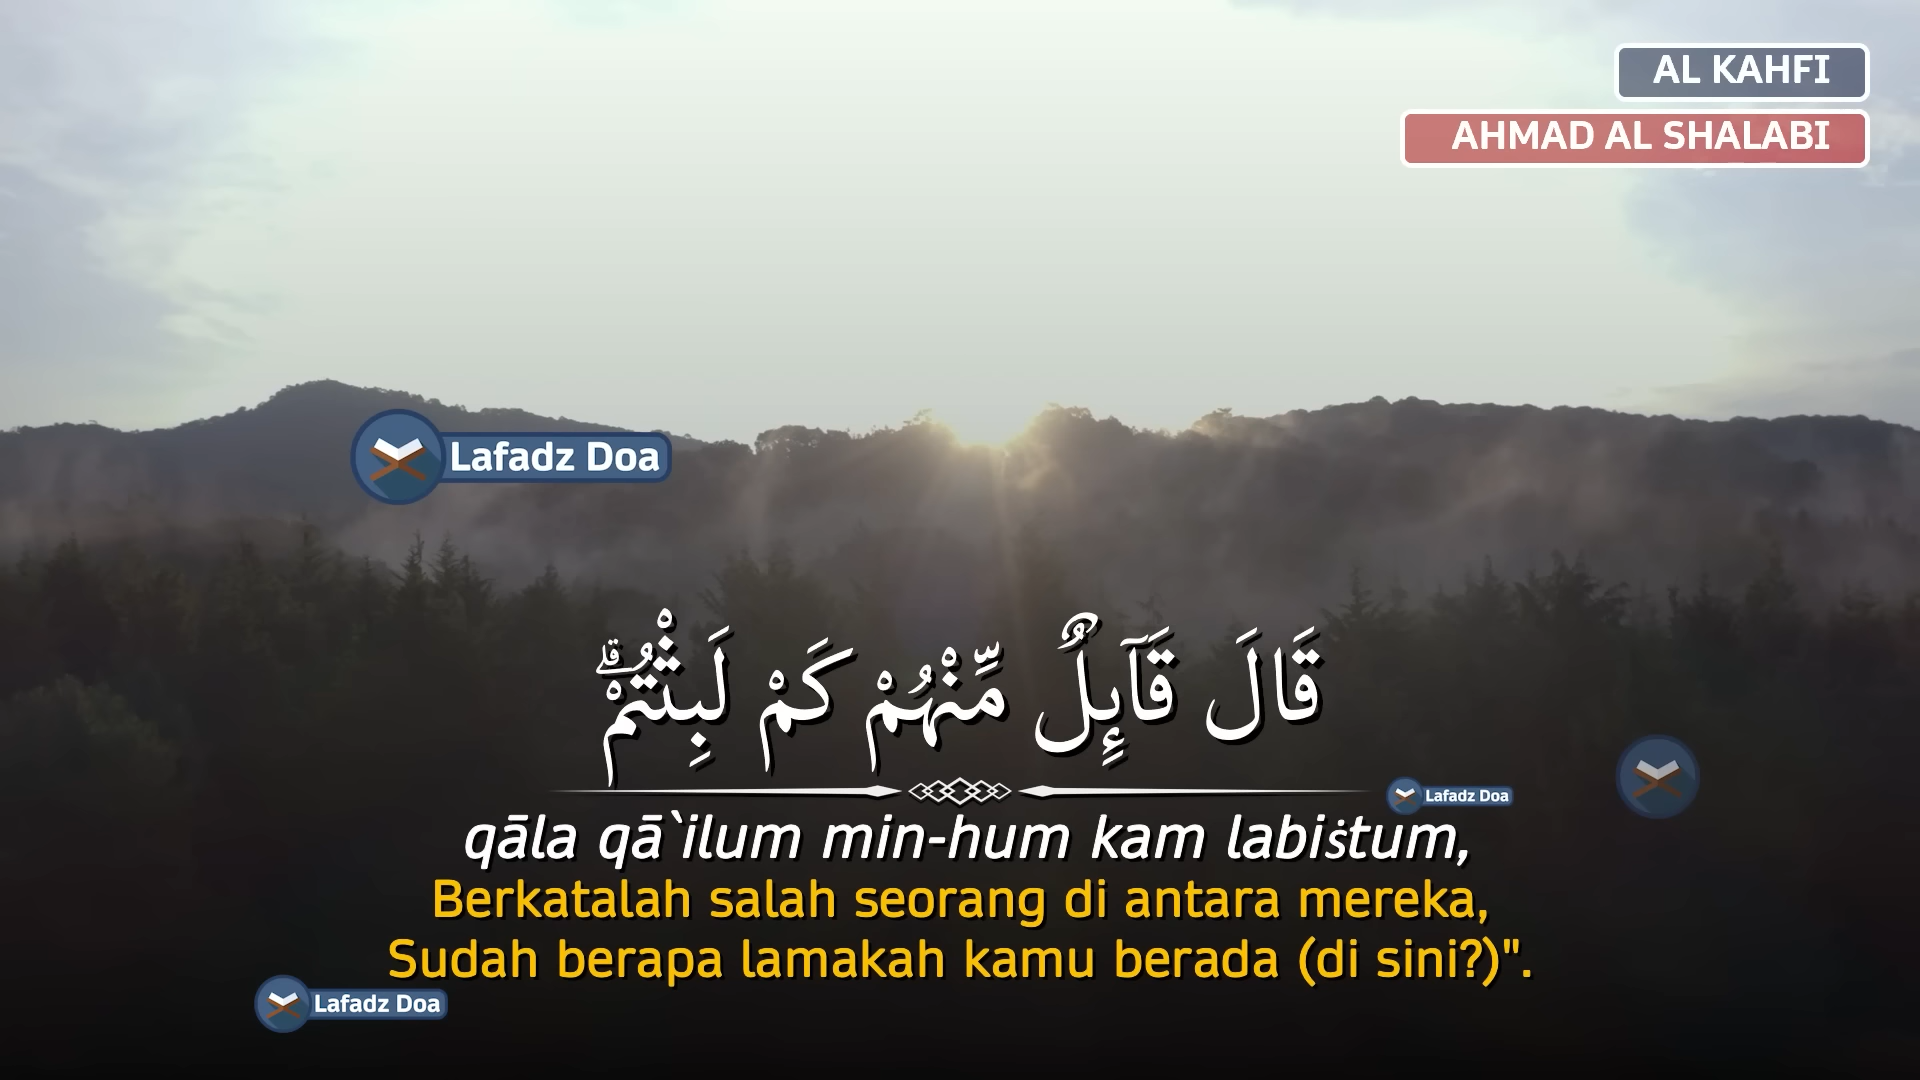 AL KAHFI
AHMAD AL SHALABI
Lafadz Doa
قَالَ قَآئِلٌ مِّنْهُمْ كَمْ لَبِثْتُمْۗ
Lafadz Doa
qāla qā`ilum min-hum kam labiṡtum,
Berkatalah salah seorang di antara mereka,
Sudah berapa lamakah kamu berada (di sini?)".
Lafadz Doa